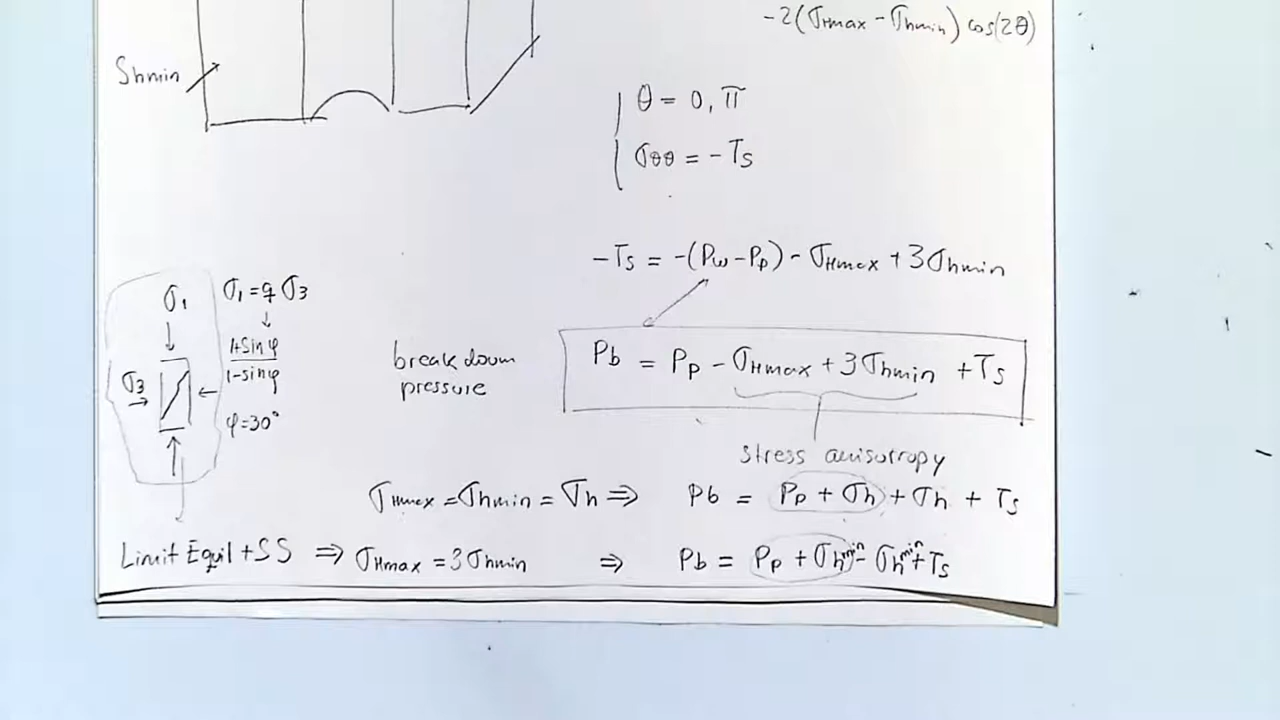 -2(σHmax - σhmin) cos(2θ)
Shmin
θ = 0, π
σθθ = -Ts
-Ts = -(Pw - Pp) - σHmax + 3σhmin
σ1 σ1 = q σ3
1+sinφ
1-sinφ
σ3
φ=30°
breakdown
pressure
Pb = Pp - σHmax + 3σhmin + Ts
stress anisotropy
σHmax = σhmin = σh ⇒ Pb = Pp + σh + σh + Ts
Limit Equil + SS ⇒ σHmax = 3σhmin ⇒ Pb = Pp + σhmin - σhmin + Ts